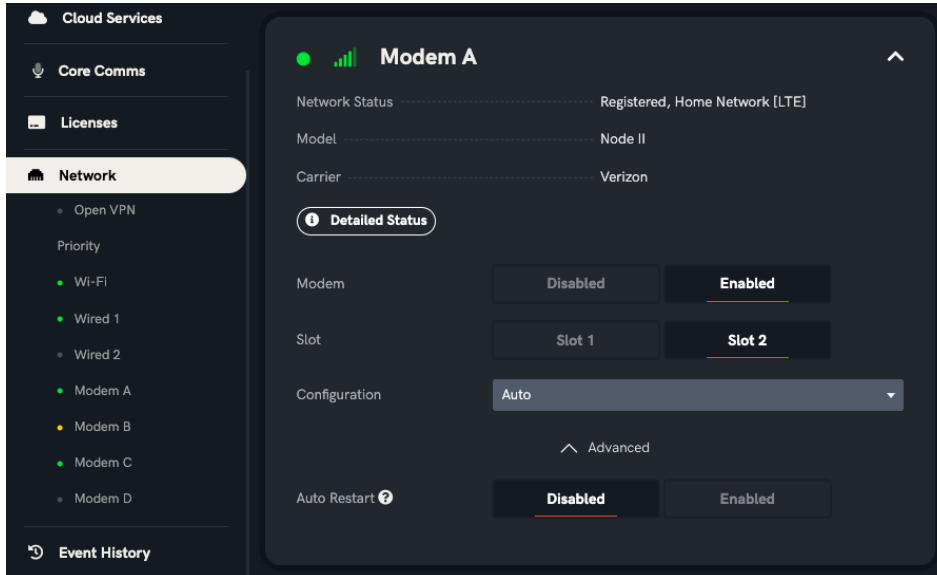 Cloud Services
Core Comms
Licenses
Network
Open VPN
Priority
Wi-Fi
Wired 1
Wired 2
Modem A
Modem B
Modem C
Modem D
Event History
Modem A
Network Status Registered, Home Network [LTE]
Model Node II
Carrier Verizon
Detailed Status
Modem Disabled Enabled
Slot Slot 1 Slot 2
Configuration Auto
Advanced
Auto Restart Disabled Enabled